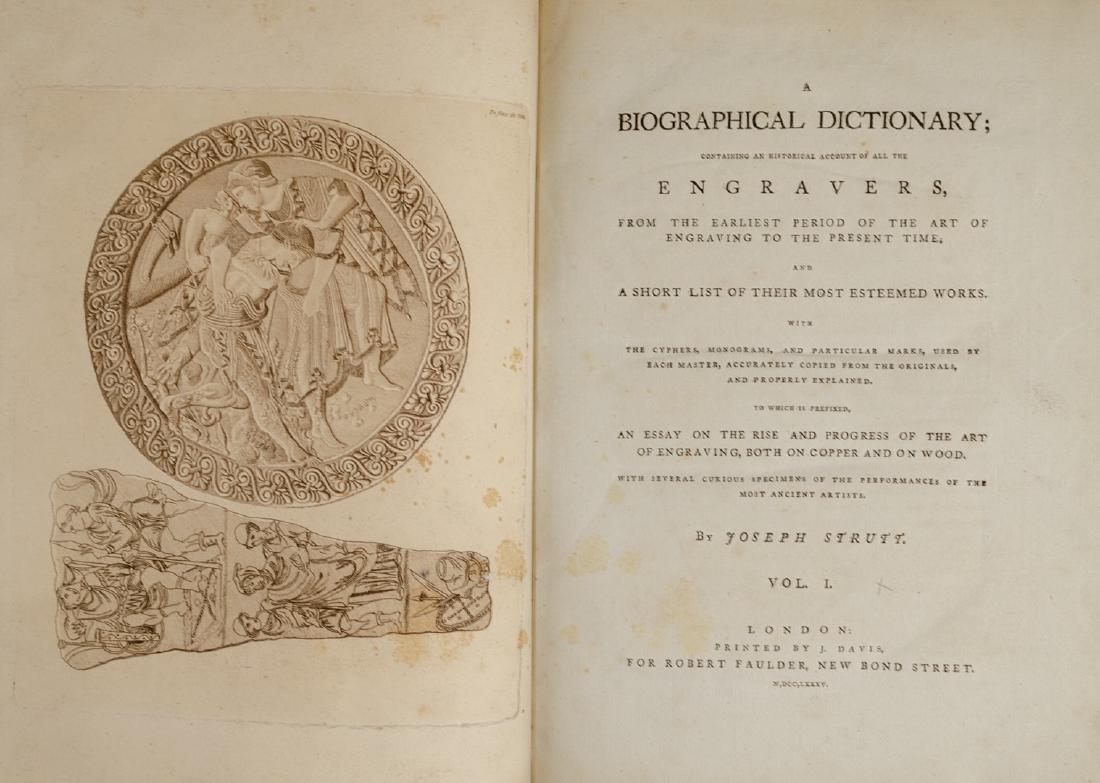 A
BIOGRAPHICAL DICTIONARY;
CONTAINING AN HISTORICAL ACCOUNT OF ALL THE
ENGRAVERS,
FROM THE EARLIEST PERIOD OF THE ART OF
ENGRAVING TO THE PRESENT TIME;
AND
A SHORT LIST OF THEIR MOST ESTEEMED WORKS.
WITH
THE CYPHERS, MONOGRAMS, AND PARTICULAR MARKS, USED BY
EACH MASTER, ACCURATELY COPIED FROM THE ORIGINALS,
AND PROPERLY EXPLAINED.
TO WHICH IS PREFIXED,
AN ESSAY ON THE RISE AND PROGRESS OF THE ART
OF ENGRAVING, BOTH ON COPPER AND ON WOOD.
WITH SEVERAL CURIOUS SPECIMENS OF THE PERFORMANCES OF THE
MOST ANCIENT ARTISTS.
BY JOSEPH STRUTT.
VOL. I.
LONDON:
PRINTED BY J. DAVIS,
FOR ROBERT FAULDER, NEW BOND STREET.
M,DCC,LXXXV.